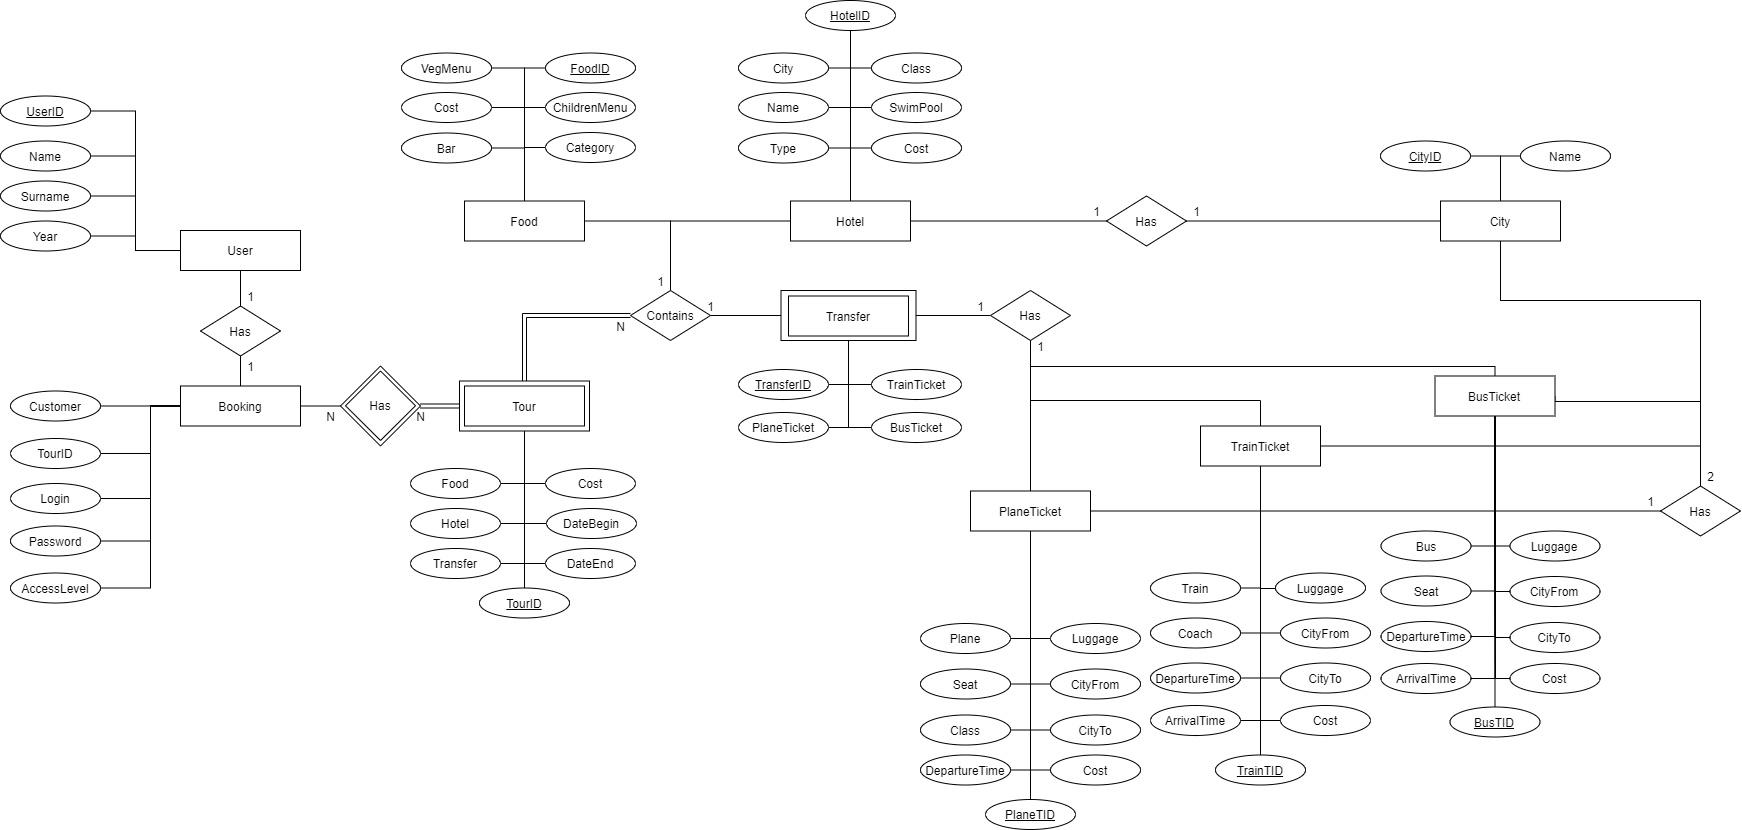 HotelID
VegMenu
FoodID
City
Class
UserID
Cost
ChildrenMenu
Name
SwimPool
Name
Bar
Category
Type
Cost
CityID
Name
Surname
Year
Food
Hotel
1
Has
1
City
User
1
1
Has
Contains
1
N
Transfer
1
Has
1
1
TransferID
TrainTicket
PlaneTicket
BusTicket
Customer
Booking
N
Has
N
Tour
BusTicket
TourID
TrainTicket
Login
Food
Cost
2
Password
Hotel
DateBegin
PlaneTicket
1
Has
AccessLevel
Transfer
DateEnd
TourID
Bus
Luggage
Seat
CityFrom
DepartureTime
CityTo
ArrivalTime
Cost
BusTID
Train
Luggage
Coach
CityFrom
DepartureTime
CityTo
ArrivalTime
Cost
TrainTID
Plane
Luggage
Seat
CityFrom
Class
CityTo
DepartureTime
Cost
PlaneTID